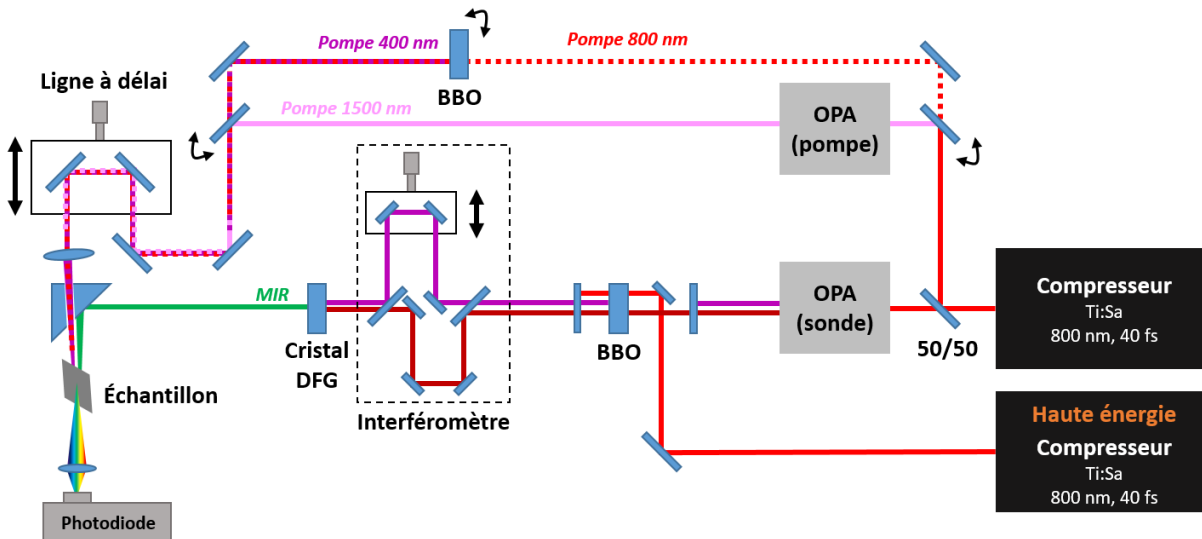 Pompe 400 nm
Pompe 800 nm
Ligne à délai
BBO
Pompe 1500 nm
OPA
(pompe)
MIR
Cristal
DFG
Interféromètre
BBO
OPA
(sonde)
50/50
Compresseur
Ti:Sa
800 nm, 40 fs
Échantillon
Haute énergie
Compresseur
Ti:Sa
800 nm, 40 fs
Photodiode